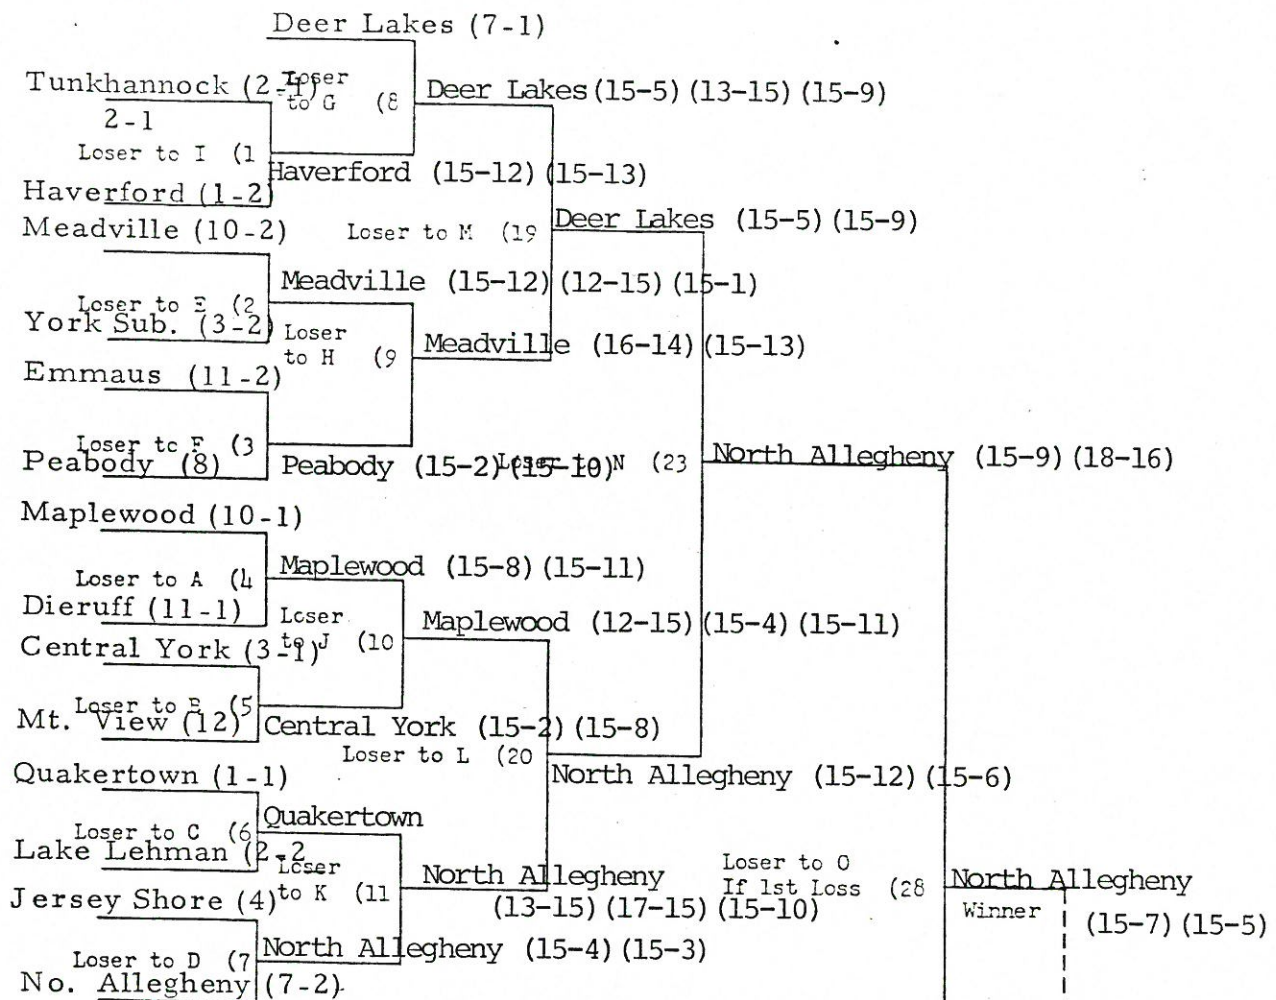 Deer Lakes (7-1)
Tunkhannock (2-1)
Loser
to G (8
Deer Lakes (15-5) (13-15) (15-9)
2-1
Loser to I (1
Haverford (15-12) (15-13)
Haverford (1-2)
Meadville (10-2)
Loser to M (19
Deer Lakes (15-5) (15-9)
Meadville (15-12) (12-15) (15-1)
Loser to E (2
York Sub. (3-2)
Loser
to H (9
Meadville (16-14) (15-13)
Emmaus (11-2)
Loser to F (3
Peabody (8)
Peabody (15-2) (15-10)
Loser to N (23
North Allegheny (15-9) (18-16)
Maplewood (10-1)
Maplewood (15-8) (15-11)
Loser to A (4
Dieruff (11-1)
Loser
to J (10
Maplewood (12-15) (15-4) (15-11)
Central York (3-1)
Loser to B (5
Mt. View (12)
Central York (15-2) (15-8)
Loser to L (20
North Allegheny (15-12) (15-6)
Quakertown (1-1)
Quakertown
Loser to C (6
Lake Lehman (2-2
Loser
to K (11
North Allegheny
(13-15) (17-15) (15-10)
Loser to O
If 1st Loss (28
North Allegheny
Winner
(15-7) (15-5)
Jersey Shore (4)
North Allegheny (15-4) (15-3)
Loser to D (7
No. Allegheny (7-2)